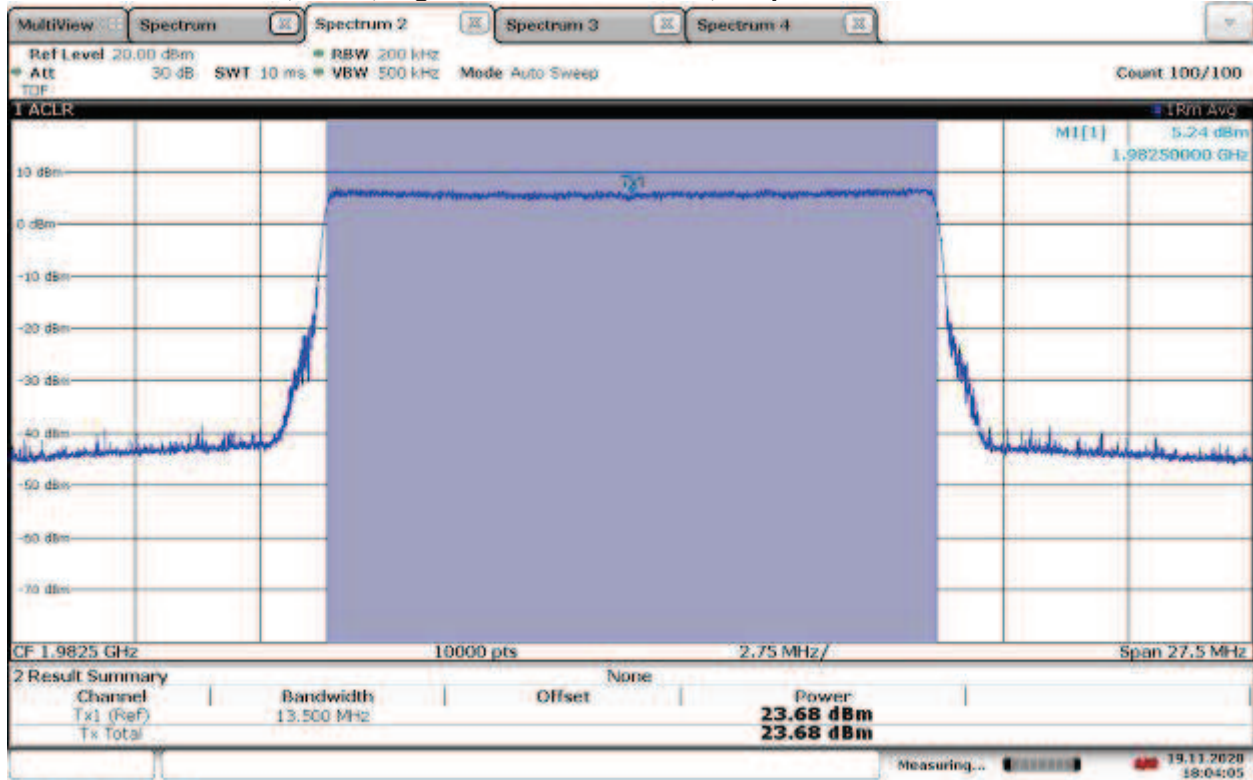 MultiView Spectrum Spectrum 2 Spectrum 3 Spectrum 4
Ref Level 20.00 dBm RBW 200 kHz
Att 30 dB SWT 10 ms VBW 500 kHz Mode Auto Sweep Count 100/100
TDF
1 ACLR 1Rm Avg
M1[1] 5.24 dBm
1.98250000 GHz
10 dBm
Tx1
0 dBm
-10 dBm
-20 dBm
-30 dBm
-40 dBm
-50 dBm
-60 dBm
-70 dBm
CF 1.9825 GHz 10000 pts 2.75 MHz/ Span 27.5 MHz
2 Result Summary None
Channel Bandwidth Offset Power
Tx1 (Ref) 13.500 MHz 23.68 dBm
Tx Total 23.68 dBm
Measuring... 19.11.2020
18:04:05